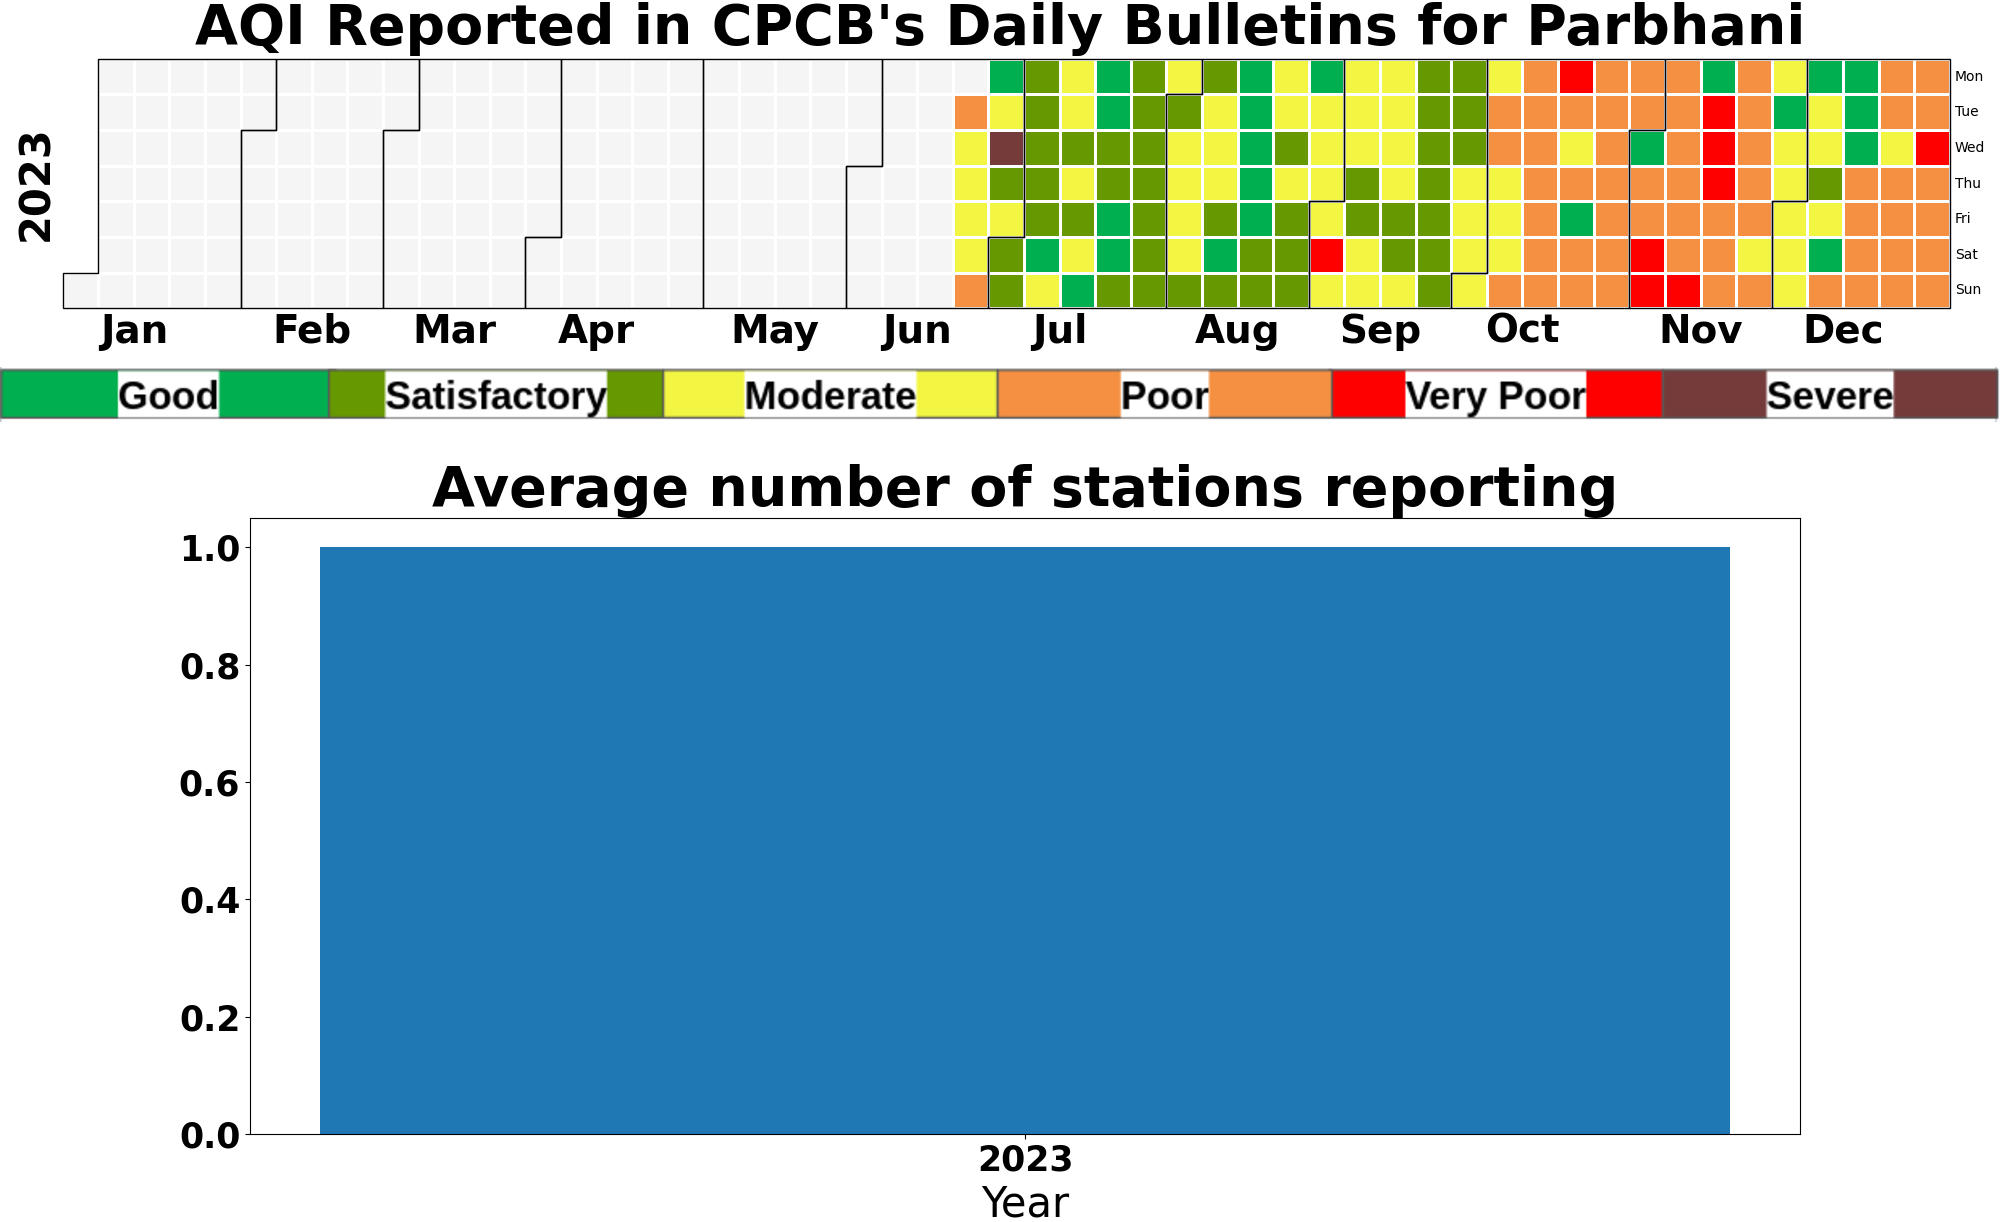 AQI Reported in CPCB's Daily Bulletins for Parbhani
2023
Mon
Tue
Wed
Thu
Fri
Sat
Sun
Jan Feb Mar Apr May Jun Jul Aug Sep Oct Nov Dec
Good Satisfactory Moderate Poor Very Poor Severe
Average number of stations reporting
1.0
0.8
0.6
0.4
0.2
0.0
2023
Year